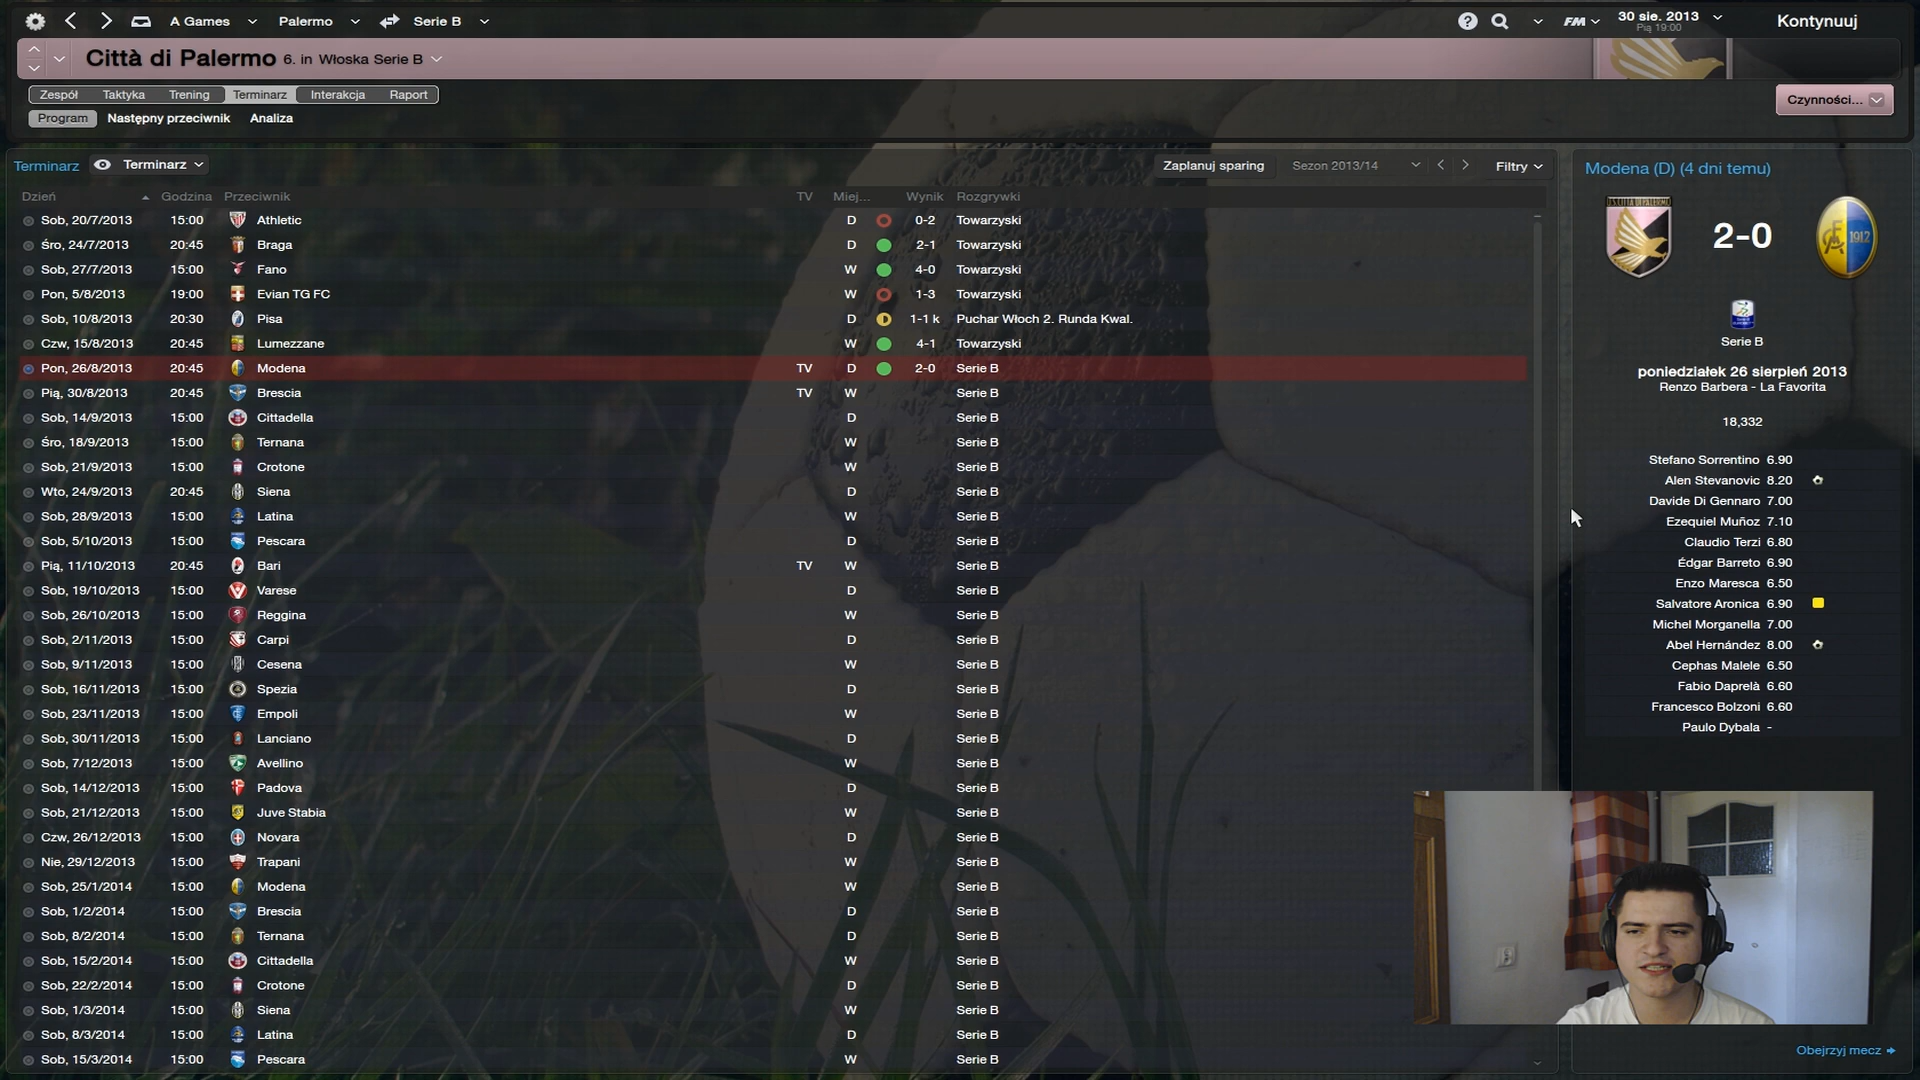 A Games Palermo Serie B ? FM 30 sie. 2013 Pią 19:00 Kontynuuj
Città di Palermo 6. in Włoska Serie B
Zespół Taktyka Trening Terminarz Interakcja Raport Czynności...
Program Następny przeciwnik Analiza
Terminarz Terminarz Zaplanuj sparing Sezon 2013/14 Filtry
Dzień Godzina Przeciwnik TV Miej... Wynik Rozgrywki
Sob, 20/7/2013 15:00 Athletic D 0-2 Towarzyski
Śro, 24/7/2013 20:45 Braga D 2-1 Towarzyski
Sob, 27/7/2013 15:00 Fano W 4-0 Towarzyski
Pon, 5/8/2013 19:00 Evian TG FC W 1-3 Towarzyski
Sob, 10/8/2013 20:30 Pisa D 1-1 k Puchar Włoch 2. Runda Kwal.
Czw, 15/8/2013 20:45 Lumezzane W 4-1 Towarzyski
Pon, 26/8/2013 20:45 Modena TV D 2-0 Serie B
Pią, 30/8/2013 20:45 Brescia TV W Serie B
Sob, 14/9/2013 15:00 Cittadella D Serie B
Śro, 18/9/2013 15:00 Ternana W Serie B
Sob, 21/9/2013 15:00 Crotone W Serie B
Wto, 24/9/2013 20:45 Siena D Serie B
Sob, 28/9/2013 15:00 Latina W Serie B
Sob, 5/10/2013 15:00 Pescara D Serie B
Pią, 11/10/2013 20:45 Bari TV W Serie B
Sob, 19/10/2013 15:00 Varese D Serie B
Sob, 26/10/2013 15:00 Reggina W Serie B
Sob, 2/11/2013 15:00 Carpi D Serie B
Sob, 9/11/2013 15:00 Cesena W Serie B
Sob, 16/11/2013 15:00 Spezia D Serie B
Sob, 23/11/2013 15:00 Empoli W Serie B
Sob, 30/11/2013 15:00 Lanciano D Serie B
Sob, 7/12/2013 15:00 Avellino W Serie B
Sob, 14/12/2013 15:00 Padova D Serie B
Sob, 21/12/2013 15:00 Juve Stabia W Serie B
Czw, 26/12/2013 15:00 Novara D Serie B
Nie, 29/12/2013 15:00 Trapani W Serie B
Sob, 25/1/2014 15:00 Modena W Serie B
Sob, 1/2/2014 15:00 Brescia D Serie B
Sob, 8/2/2014 15:00 Ternana D Serie B
Sob, 15/2/2014 15:00 Cittadella W Serie B
Sob, 22/2/2014 15:00 Crotone D Serie B
Sob, 1/3/2014 15:00 Siena W Serie B
Sob, 8/3/2014 15:00 Latina D Serie B
Sob, 15/3/2014 15:00 Pescara W Serie B
Modena (D) (4 dni temu)
2-0
1912
Serie B
poniedziałek 26 sierpień 2013
Renzo Barbera - La Favorita
18,332
Stefano Sorrentino 6.90
Alen Stevanovic 8.20
Davide Di Gennaro 7.00
Ezequiel Muñoz 7.10
Claudio Terzi 6.80
Édgar Barreto 6.90
Enzo Maresca 6.50
Salvatore Aronica 6.90
Michel Morganella 7.00
Abel Hernández 8.00
Cephas Malele 6.50
Fabio Daprelà 6.60
Francesco Bolzoni 6.60
Paulo Dybala -
Obejrzyj mecz